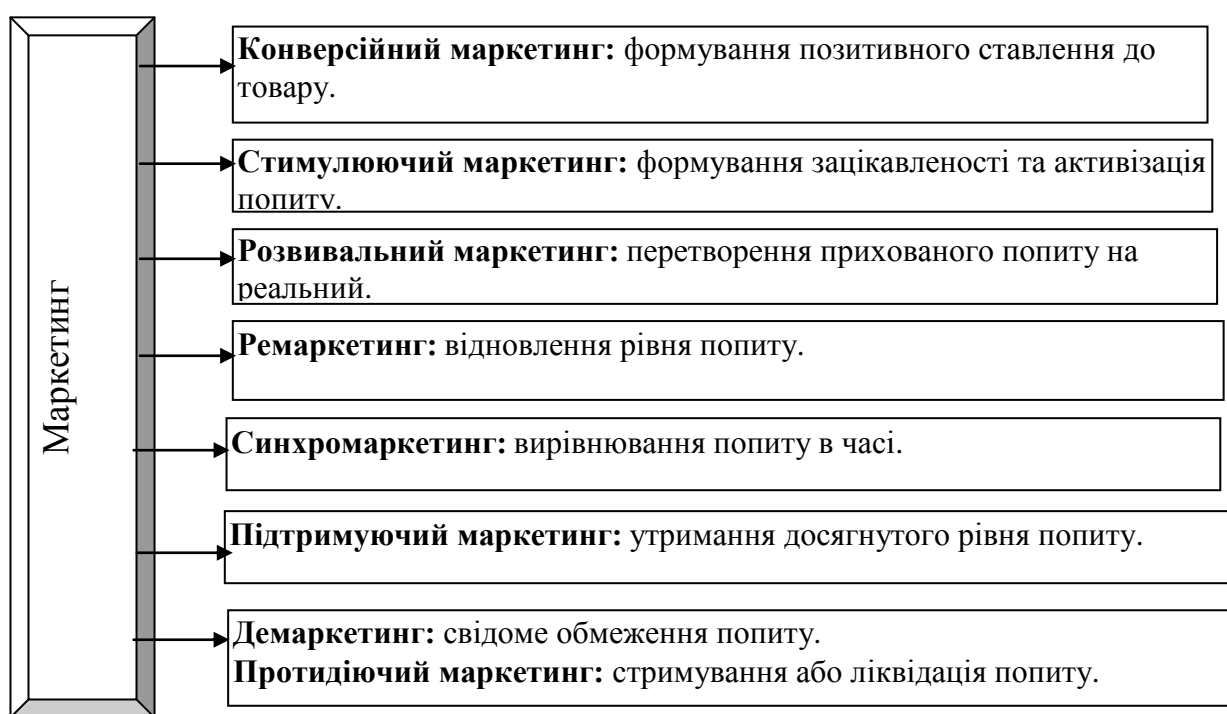 Маркетинг
Конверсійний маркетинг: формування позитивного ставлення до
товару.
Стимулюючий маркетинг: формування зацікавленості та активізація
попиту.
Розвивальний маркетинг: перетворення прихованого попиту на
реальний.
Ремаркетинг: відновлення рівня попиту.
Синхромаркетинг: вирівнювання попиту в часі.
Підтримуючий маркетинг: утримання досягнутого рівня попиту.
Демаркетинг: свідоме обмеження попиту.
Протидіючий маркетинг: стримування або ліквідація попиту.